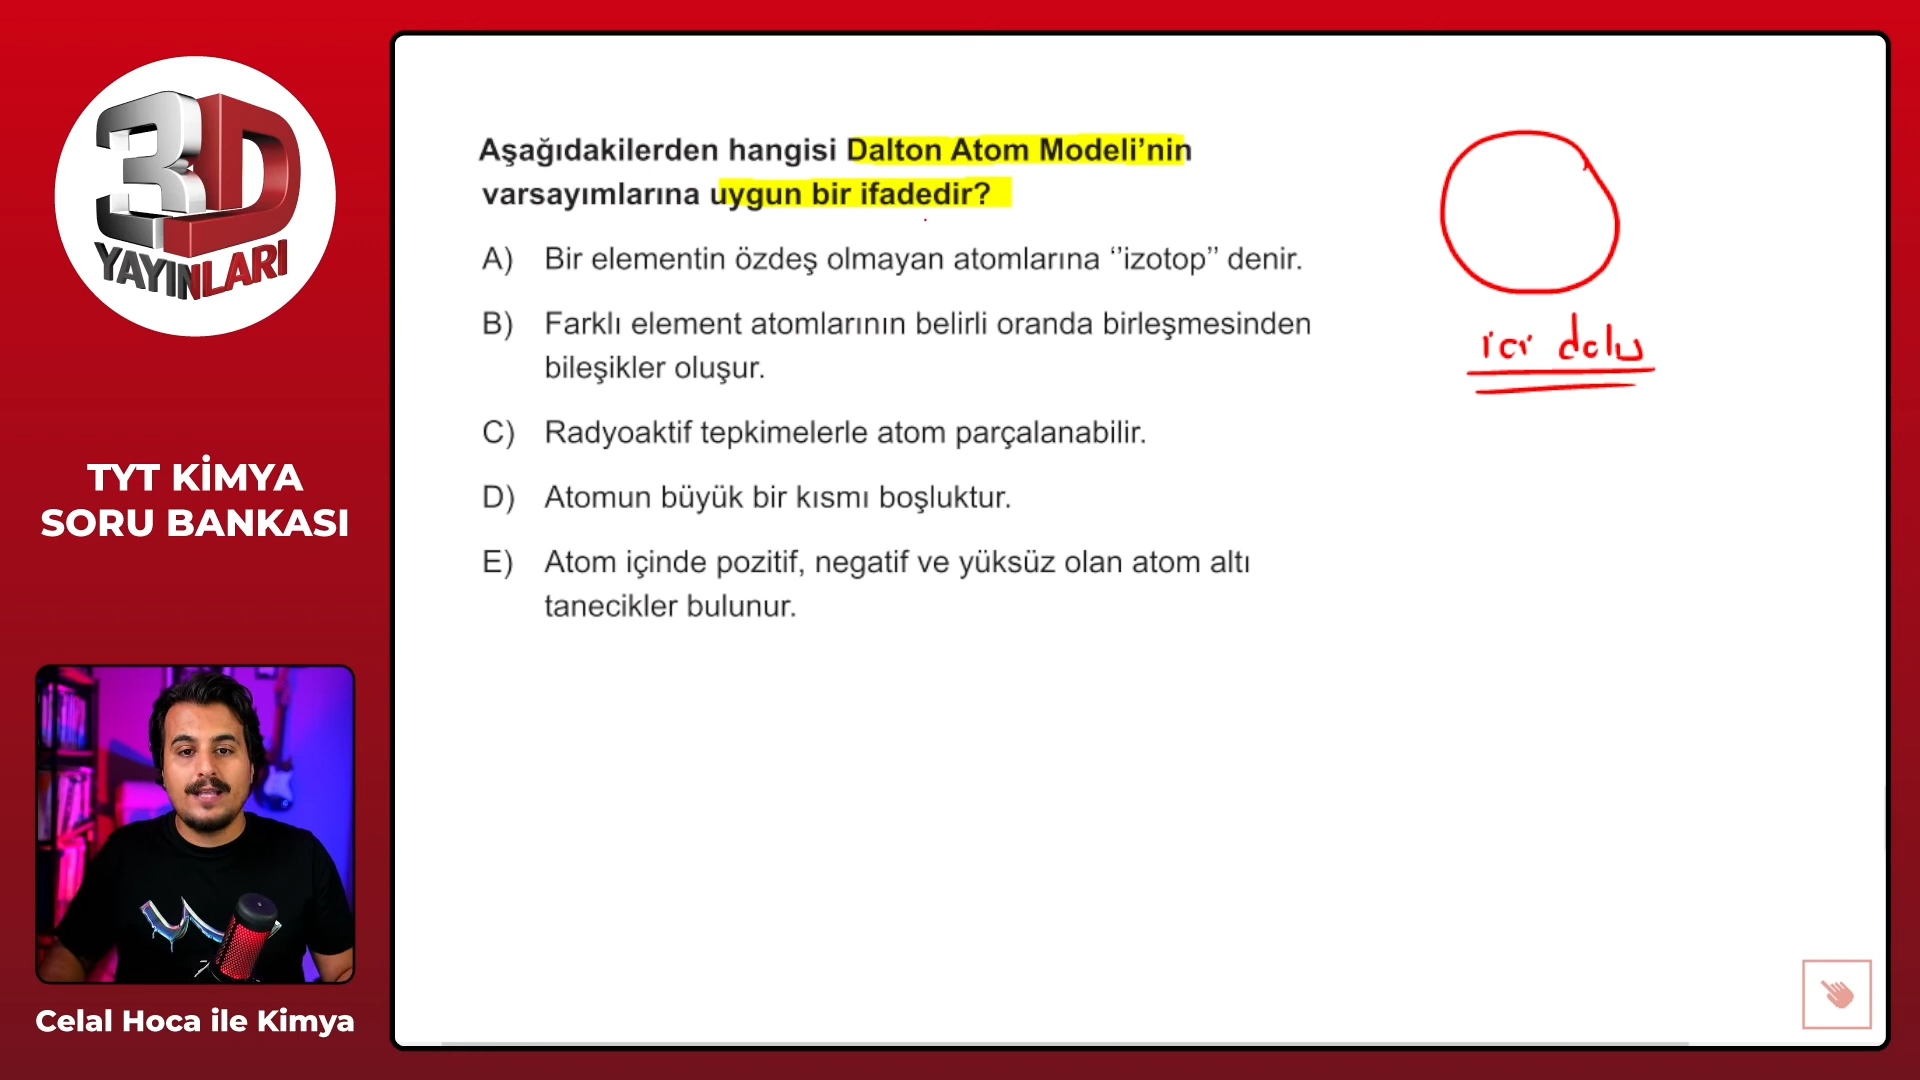 3D
YAYINLARI
TYT KİMYA
SORU BANKASI
Celal Hoca ile Kimya
Aşağıdakilerden hangisi Dalton Atom Modeli’nin
varsayımlarına uygun bir ifadedir?
A) Bir elementin özdeş olmayan atomlarına ‘’izotop’’ denir.
B) Farklı element atomlarının belirli oranda birleşmesinden
bileşikler oluşur.
C) Radyoaktif tepkimelerle atom parçalanabilir.
D) Atomun büyük bir kısmı boşluktur.
E) Atom içinde pozitif, negatif ve yüksüz olan atom altı
tanecikler bulunur.
içi dolu